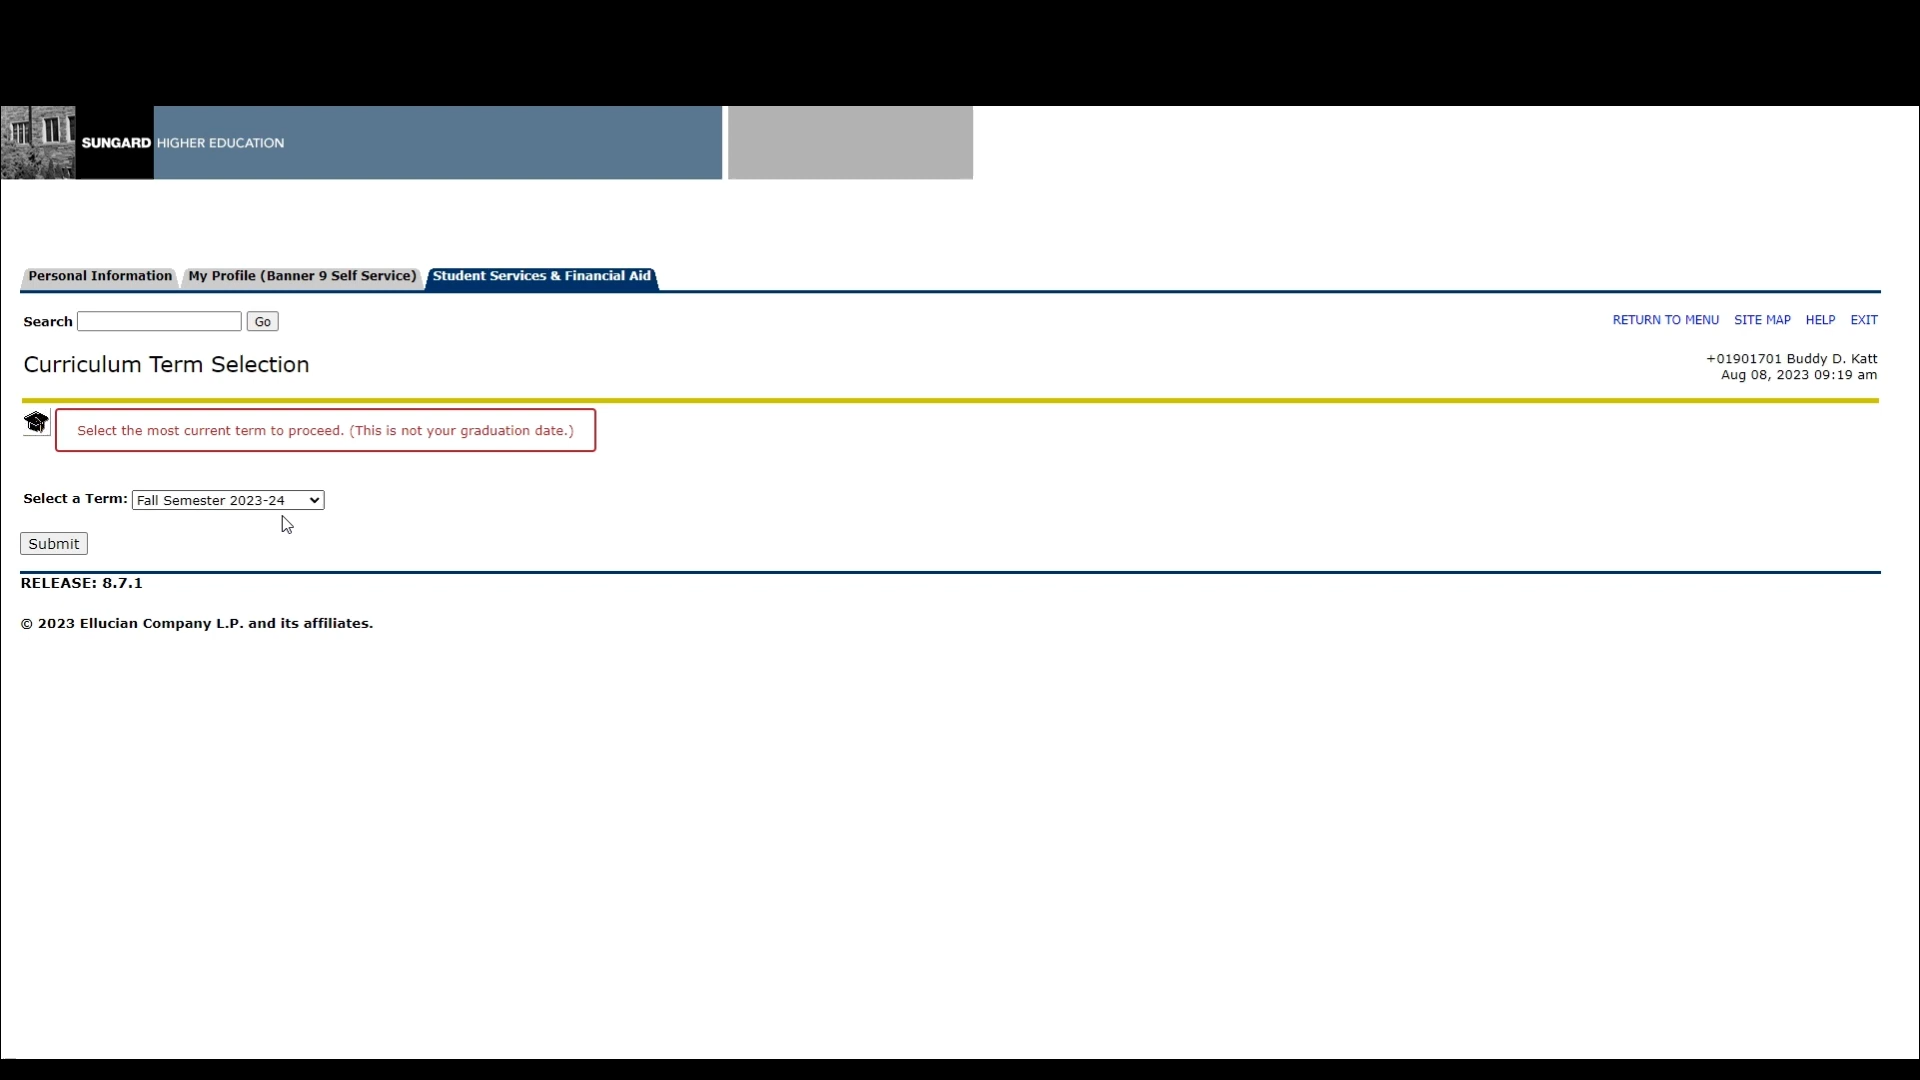 SUNGARD HIGHER EDUCATION
Personal Information My Profile (Banner 9 Self Service) Student Services & Financial Aid
Search Go
RETURN TO MENU SITE MAP HELP EXIT
Curriculum Term Selection
+01901701 Buddy D. Katt
Aug 08, 2023 09:19 am
Select the most current term to proceed. (This is not your graduation date.)
Select a Term: Fall Semester 2023-24
Submit
RELEASE: 8.7.1
© 2023 Ellucian Company L.P. and its affiliates.